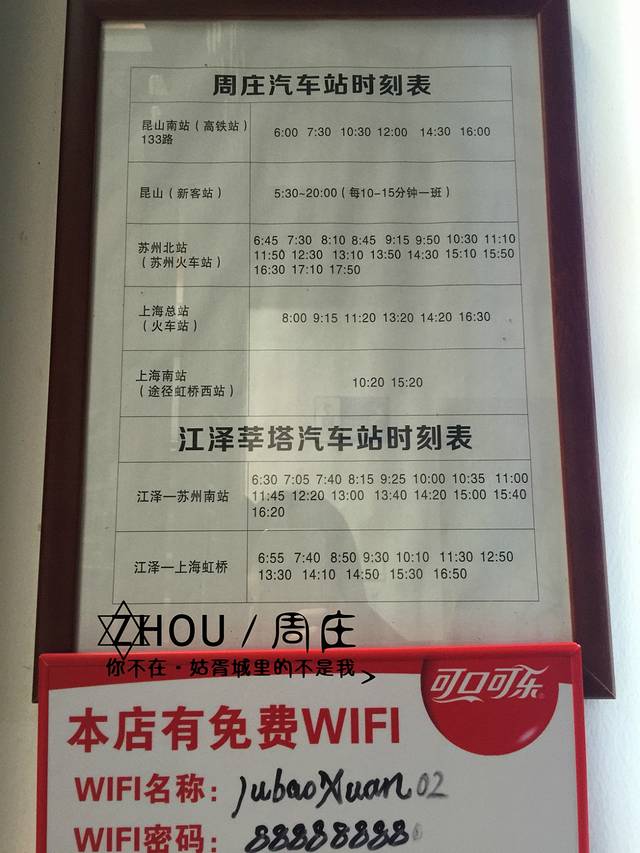 周庄汽车站时刻表
昆山南站（高铁站）
133路
6:00 7:30 10:30 12:00 14:30 16:00
昆山（新客站）
5:30~20:00（每10-15分钟一班）
苏州北站
（苏州火车站）
6:45 7:30 8:10 8:45 9:15 9:50 10:30 11:10
11:50 12:30 13:10 13:50 14:30 15:10 15:50
16:30 17:10 17:50
上海总站
（火车站）
8:00 9:15 11:20 13:20 14:20 16:30
上海南站
（途径虹桥西站）
10:20 15:20
江泽莘塔汽车站时刻表
江泽—苏州南站
6:30 7:05 7:40 8:15 9:25 10:00 10:35 11:00
11:45 12:20 13:00 13:40 14:20 15:00 15:40
16:20
江泽—上海虹桥
6:55 7:40 8:50 9:30 10:10 11:30 12:50
13:30 14:10 14:50 15:30 16:50
ZHOU / 周庄
你不在·姑胥城里的不是我
可口可乐
本店有免费WIFI
WIFI名称：jubaoXuan02
WIFI密码：88888888